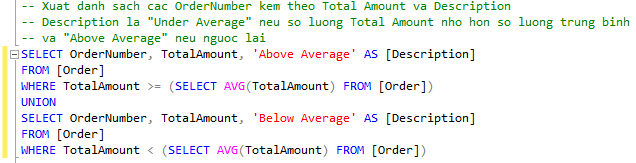 -- Xuat danh sach cac OrderNumber kem theo Total Amount va Description
-- Description la "Under Average" neu so luong Total Amount nho hon so luong trung binh
-- va "Above Average" neu nguoc lai
SELECT OrderNumber, TotalAmount, 'Above Average' AS [Description]
FROM [Order]
WHERE TotalAmount >= (SELECT AVG(TotalAmount) FROM [Order])
UNION
SELECT OrderNumber, TotalAmount, 'Below Average' AS [Description]
FROM [Order]
WHERE TotalAmount < (SELECT AVG(TotalAmount) FROM [Order])